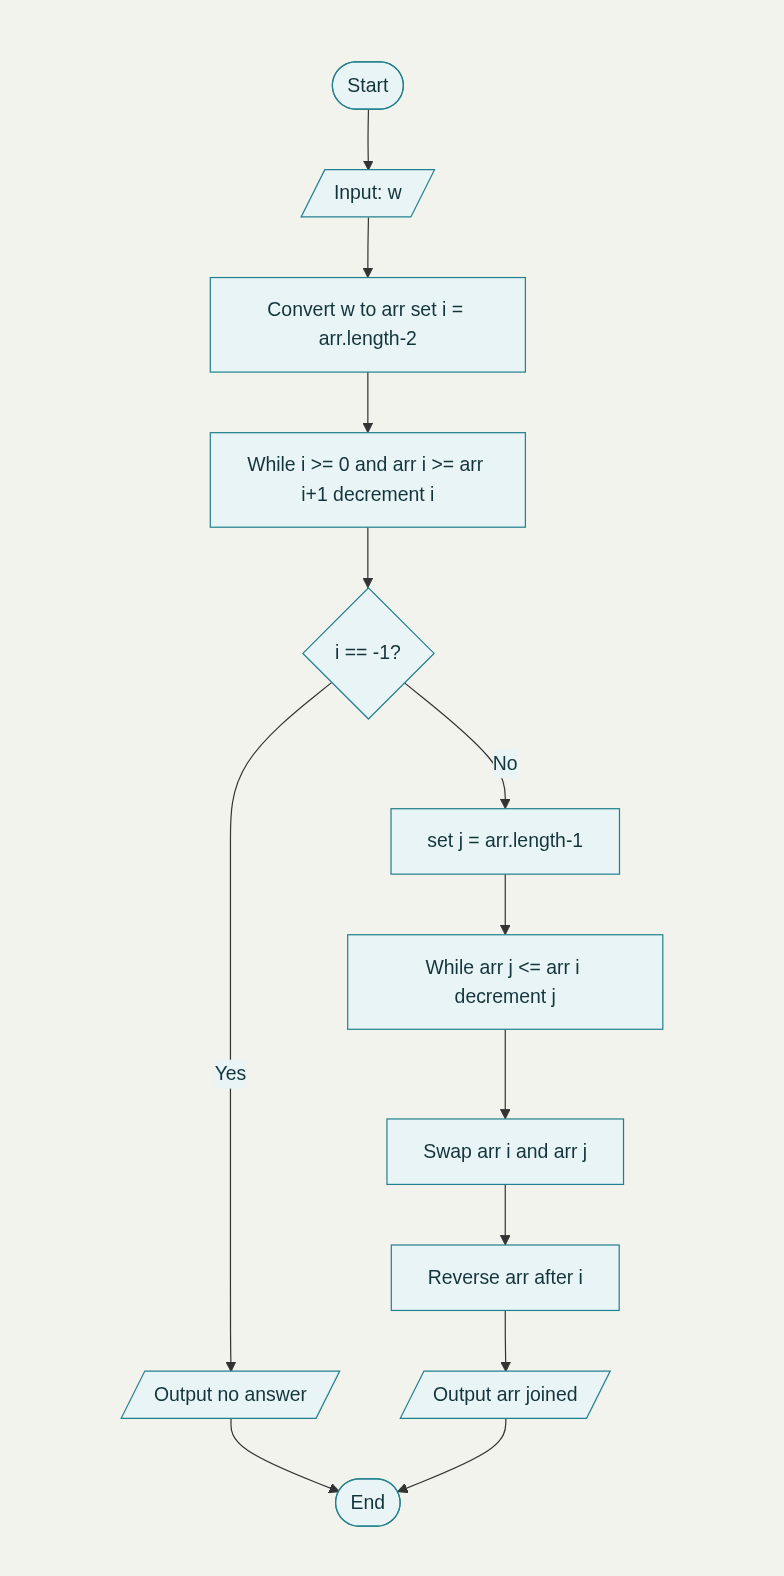 Start
Input: w
Convert w to arr set i =
arr.length-2
While i >= 0 and arr i >= arr
i+1 decrement i
i == -1?
No
set j = arr.length-1
While arr j <= arr i
decrement j
Yes
Swap arr i and arr j
Reverse arr after i
Output no answer
Output arr joined
End